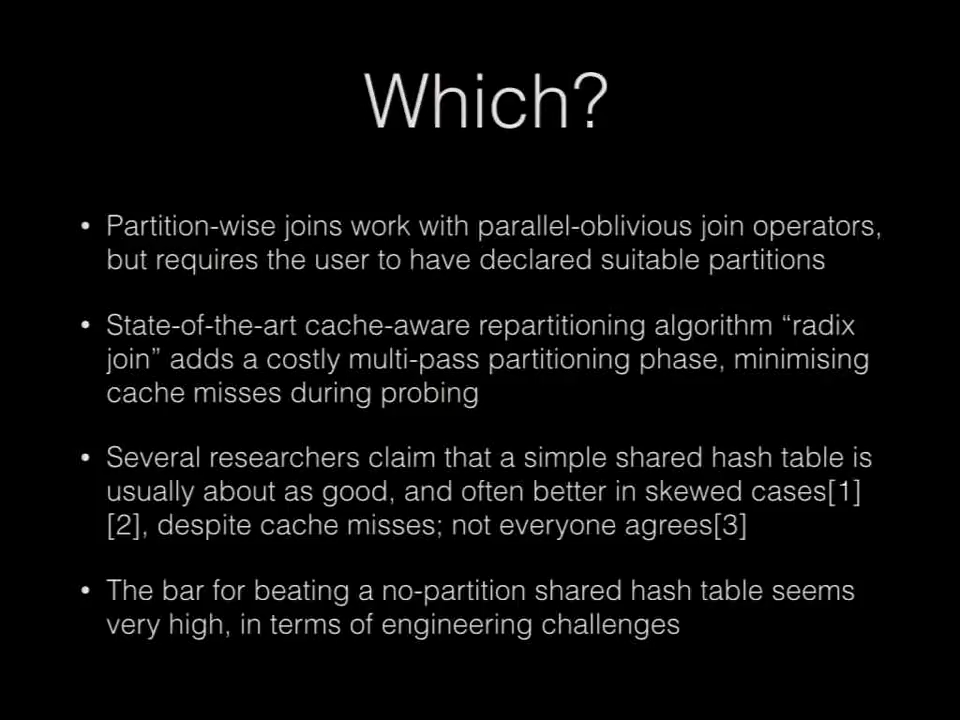 Which?
• Partition-wise joins work with parallel-oblivious join operators,
but requires the user to have declared suitable partitions
• State-of-the-art cache-aware repartitioning algorithm “radix
join” adds a costly multi-pass partitioning phase, minimising
cache misses during probing
• Several researchers claim that a simple shared hash table is
usually about as good, and often better in skewed cases[1]
[2], despite cache misses; not everyone agrees[3]
• The bar for beating a no-partition shared hash table seems
very high, in terms of engineering challenges